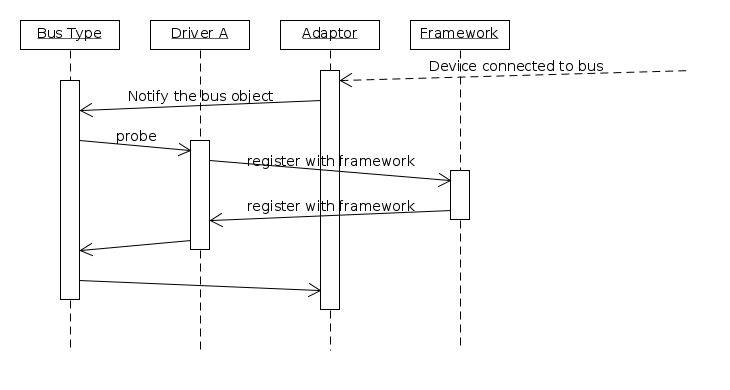 Bus Type
Driver A
Adaptor
Framework
Device connected to bus
Notify the bus object
probe
register with framework
register with framework